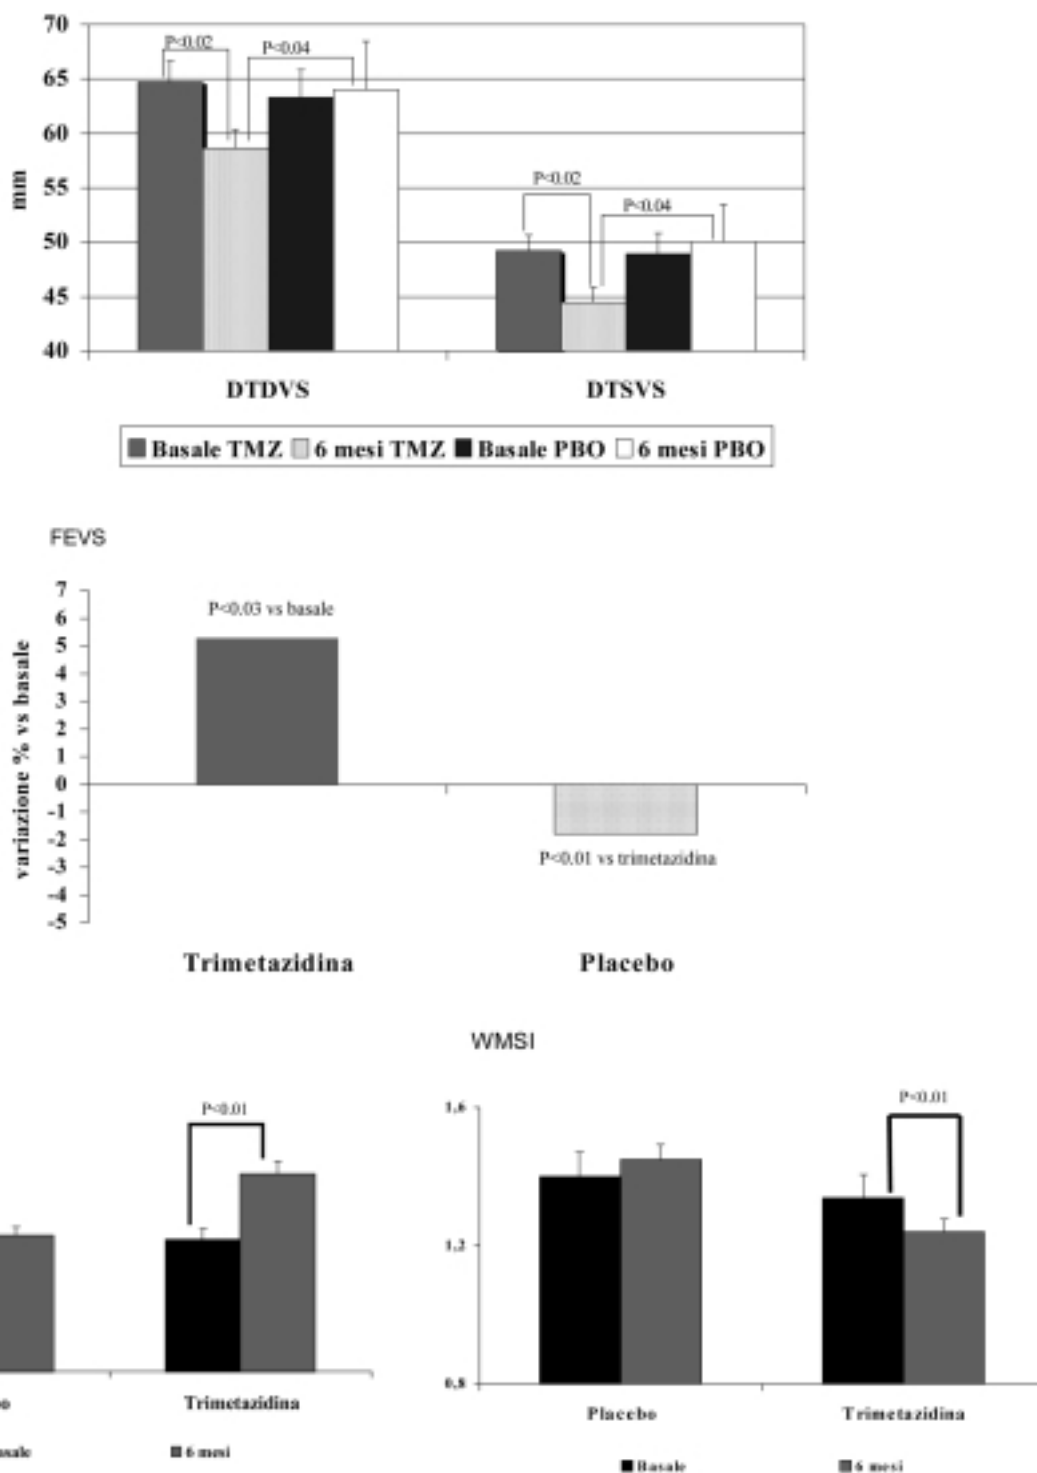 70
P<0.02
P<0.04
65
60
55
P<0.02
P<0.04
50
45
40
mm
DTDVS DTSVS
Basale TMZ 6 mesi TMZ Basale PBO 6 mesi PBO
FEVS
7
P<0.03 vs basale
6
5
4
3
2
1
0
-1
-2
P<0.01 vs trimetazidina
-3
-4
-5
variazione % vs basale
Trimetazidina Placebo
P<0.01
Trimetazidina
6 mesi
WMSI
1,6
P<0.01
1,2
0,8
Placebo Trimetazidina
Basale 6 mesi